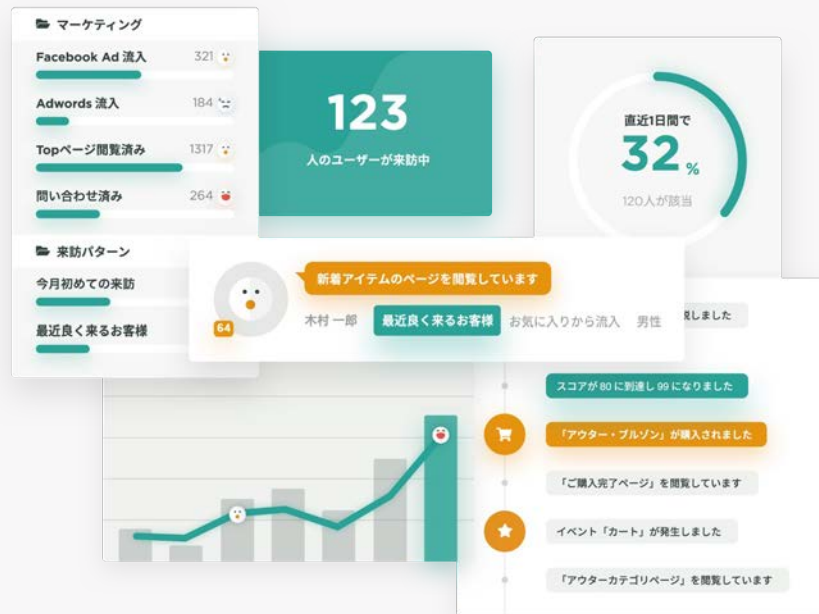 マーケティング
Facebook Ad 流入 321
Adwords 流入 184
Topページ閲覧済み 1317
問い合わせ済み 264
来訪パターン
今月初めての来訪
最近良く来るお客様
123
人のユーザーが来訪中
直近1日間で
32 %
120人が該当
新着アイテムのページを閲覧しています
64
木村 一郎 最近良く来るお客様 お気に入りから流入 男性
しました
スコアが 80 に到達し 99 になりました
「アウター・ブルゾン」が購入されました
「ご購入完了ページ」を閲覧しています
イベント「カート」が発生しました
「アウターカテゴリページ」を閲覧しています